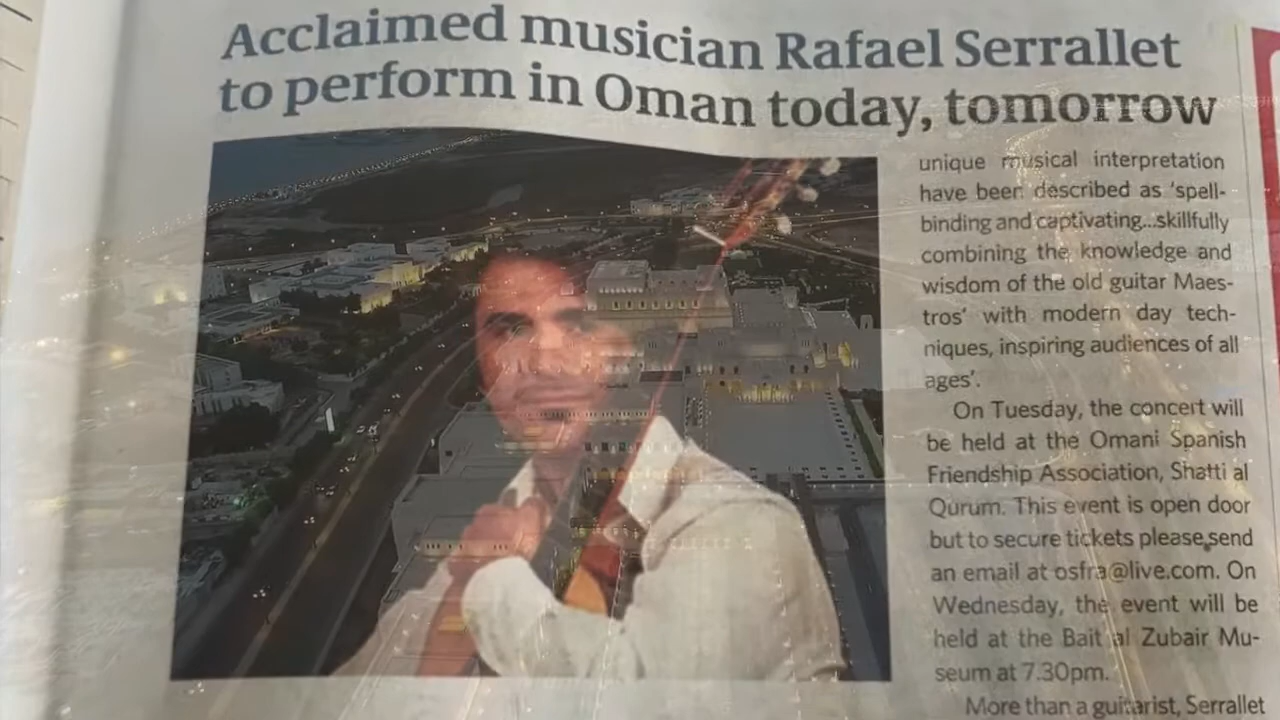 Acclaimed musician Rafael Serrallet
to perform in Oman today, tomorrow
unique musical interpretation
have been described as ‘spell-
binding and captivating...skillfully
combining the knowledge and
wisdom of the old guitar Maes-
tros’ with modern day tech-
niques, inspiring audiences of all
ages’.
On Tuesday, the concert will
be held at the Omani Spanish
Friendship Association, Shatti al
Qurum. This event is open door
but to secure tickets please send
an email at osfra@live.com. On
Wednesday, the event will be
held at the Bait al Zubair Mu-
seum at 7.30pm.
More than a guitarist, Serrallet